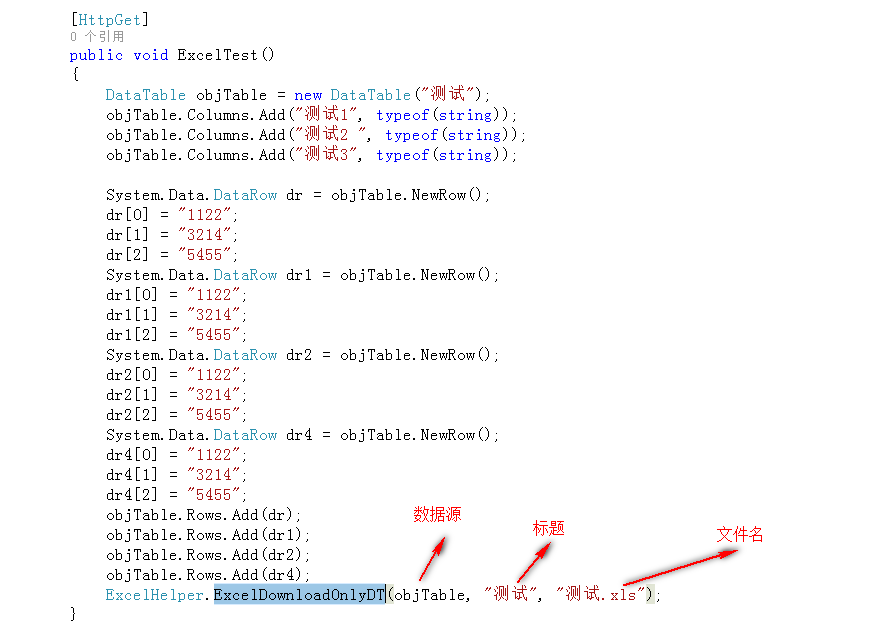 [HttpGet]
0 个引用
public void ExcelTest()
{
DataTable objTable = new DataTable("测试");
objTable.Columns.Add("测试1", typeof(string));
objTable.Columns.Add("测试2 ", typeof(string));
objTable.Columns.Add("测试3", typeof(string));
System.Data.DataRow dr = objTable.NewRow();
dr[0] = "1122";
dr[1] = "3214";
dr[2] = "5455";
System.Data.DataRow dr1 = objTable.NewRow();
dr1[0] = "1122";
dr1[1] = "3214";
dr1[2] = "5455";
System.Data.DataRow dr2 = objTable.NewRow();
dr2[0] = "1122";
dr2[1] = "3214";
dr2[2] = "5455";
System.Data.DataRow dr4 = objTable.NewRow();
dr4[0] = "1122";
dr4[1] = "3214";
dr4[2] = "5455";
objTable.Rows.Add(dr);
数据源
objTable.Rows.Add(dr1);
标题
文件名
objTable.Rows.Add(dr2);
objTable.Rows.Add(dr4);
ExcelHelper.ExcelDownloadOnlyDT(objTable, "测试", "测试.xls");
}